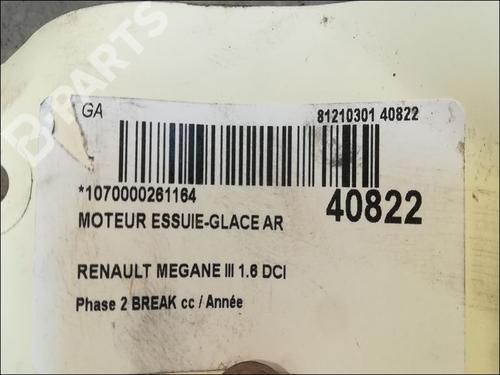 B-PARTS
GA
81210301 40822
*1070000261164
40822
MOTEUR ESSUIE-GLACE AR
RENAULT MEGANE III 1.6 DCI
Phase 2 BREAK cc / Année